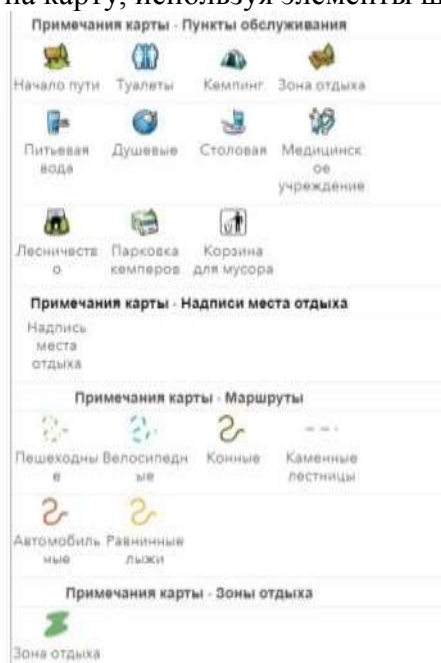 на карту, используя элементы ш
Примечания карты - Пункты обслуживания
Начало пути Туалеты Кемпинг Зона отдыха
Питьевая Душевые Столовая Медицинск
вода ое
учреждение
Лесничеств Парковка Корзина
о кемперов для мусора
Примечания карты - Надписи места отдыха
Надпись
места
отдыха
Примечания карты - Маршруты
Пешеходны Велосипедн Конные Каменные
е ые лестницы
Автомобиль Равнинные
ные лыжи
Примечания карты - Зоны отдыха
Зона отдыха